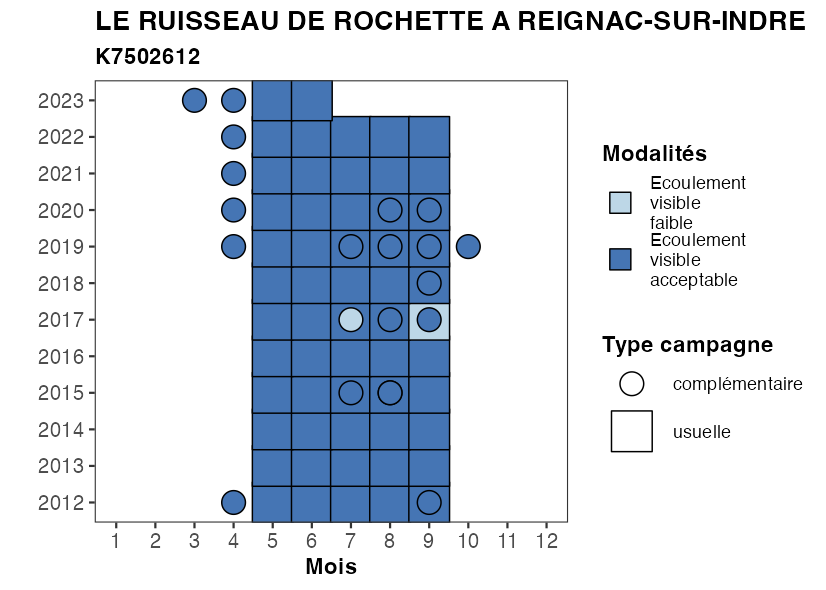 LE RUISSEAU DE ROCHETTE A REIGNAC-SUR-INDRE
K7502612
2023
2022
2021
2020
2019
2018
2017
2016
2015
2014
2013
2012
1 2 3 4 5 6 7 8 9 10 11 12
Mois
Modalités
Ecoulement
visible
faible
Ecoulement
visible
acceptable
Type campagne
complémentaire
usuelle